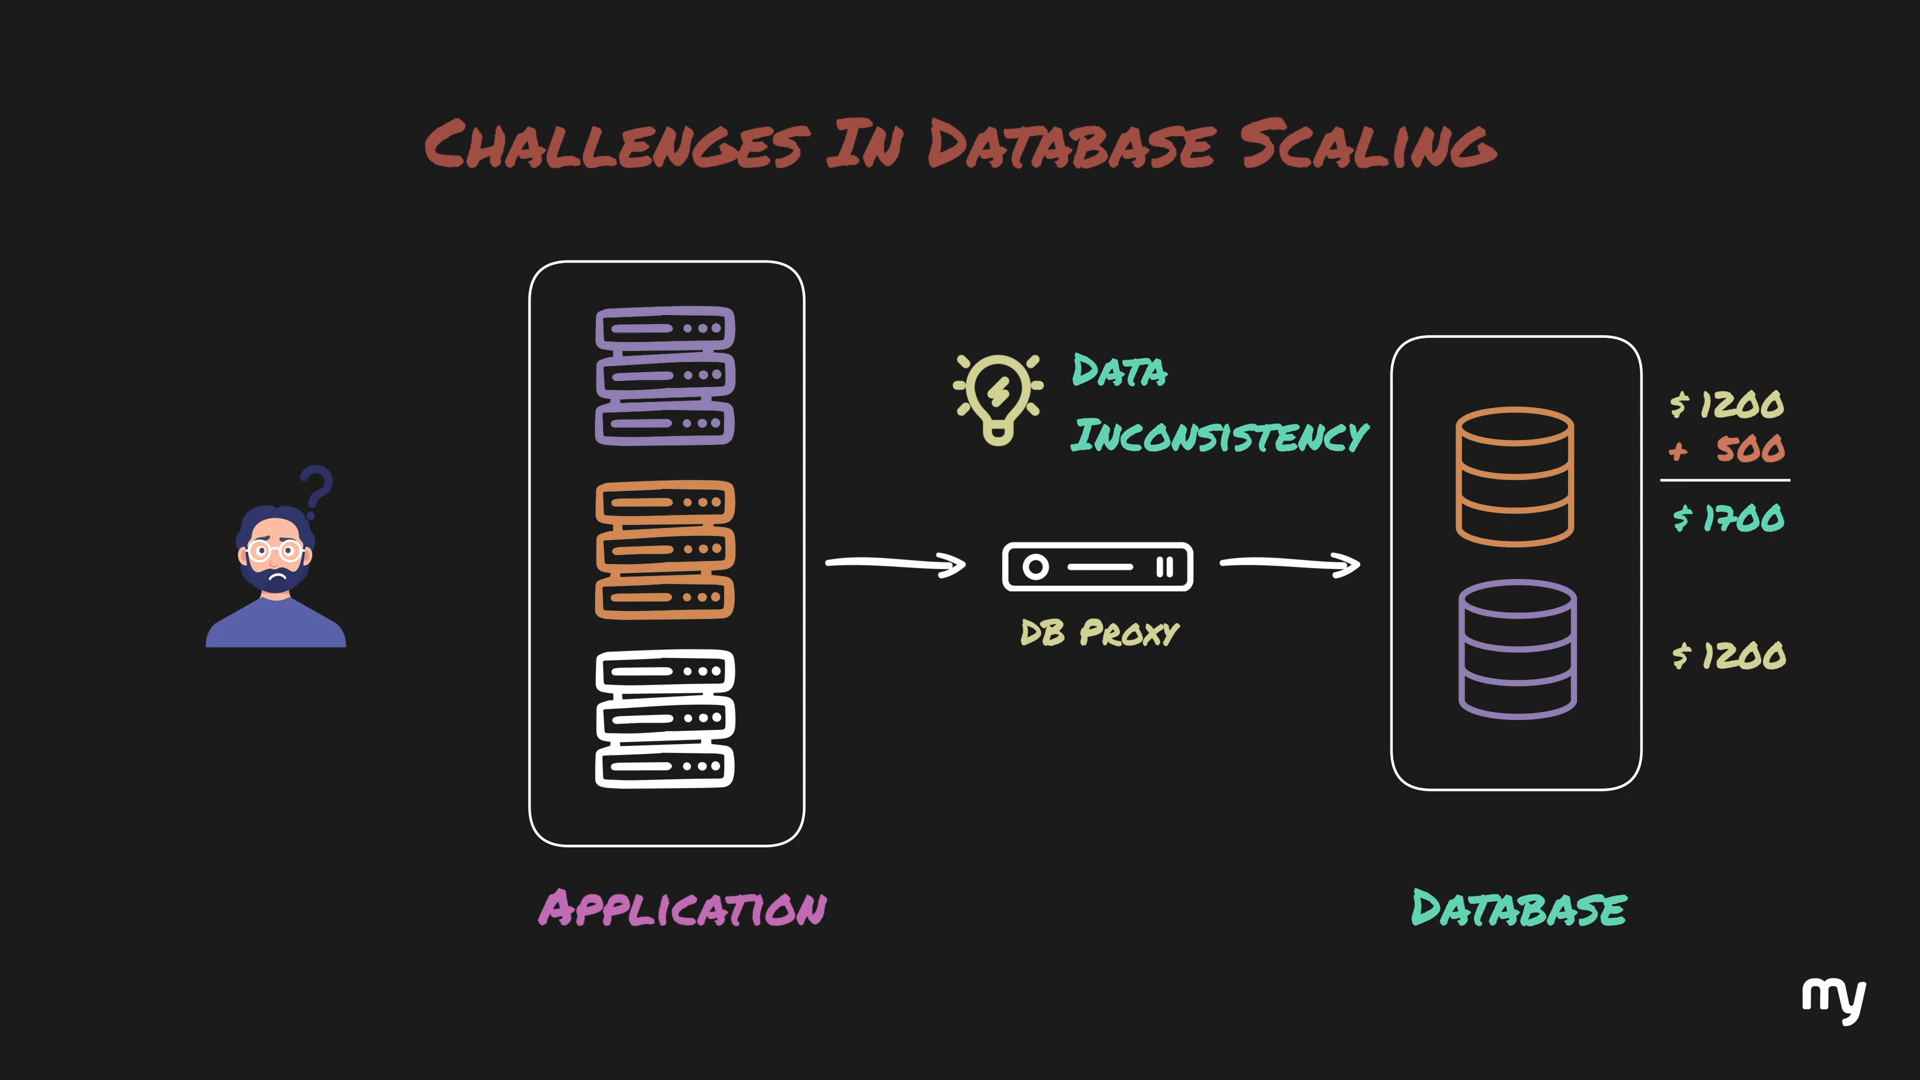 Challenges In Database Scaling
Data
Inconsistency
$ 1200
+ 500
$ 1700
DB Proxy
$ 1200
Application
Database
my